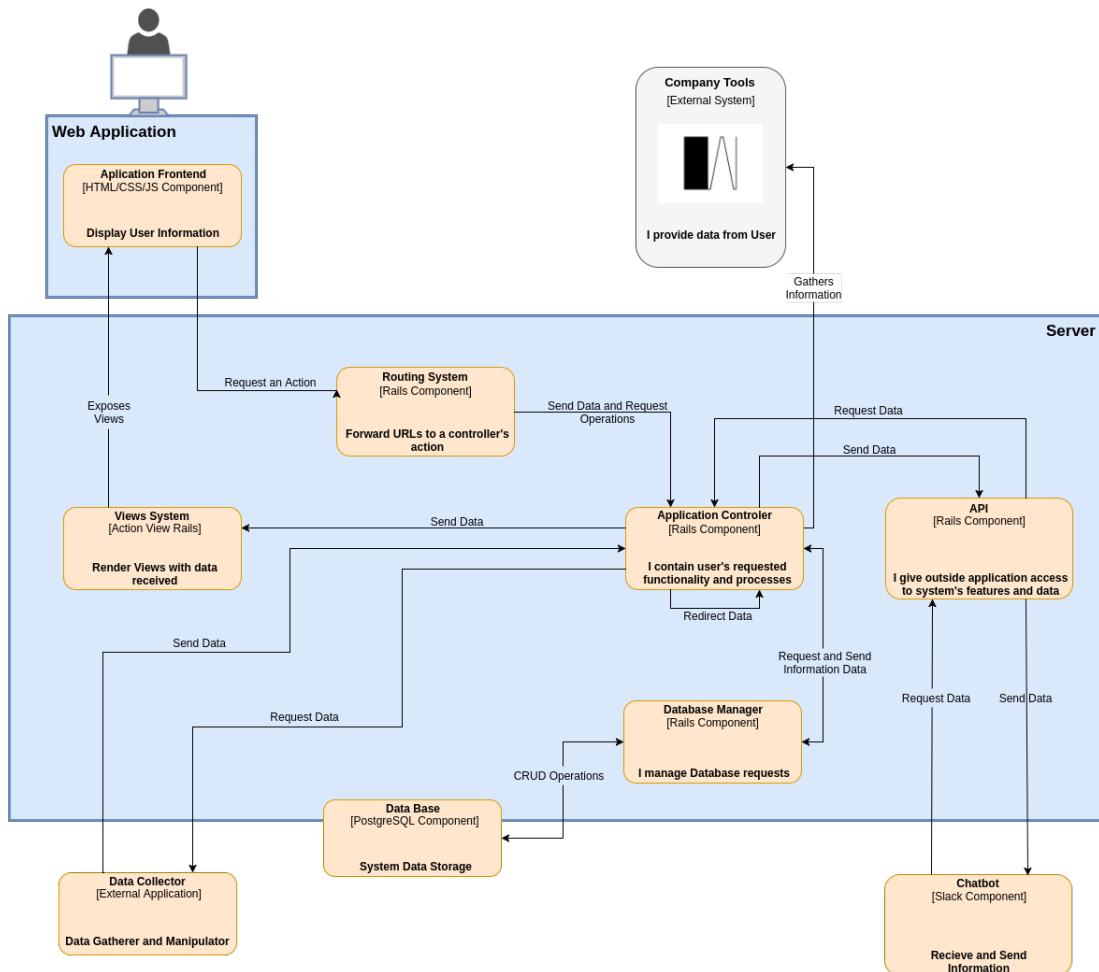 Company Tools
[External System]
I provide data from User
Web Application
Aplication Frontend
[HTML/CSS/JS Component]
Display User Information
Gathers
Information
Server
Routing System
[Rails Component]
Forward URLs to a controller's
action
Request an Action
Send Data and Request
Operations
Request Data
Send Data
Exposes
Views
Views System
[Action View Rails]
Render Views with data
received
Send Data
Application Controler
[Rails Component]
I contain user's requested
functionality and processes
Redirect Data
API
[Rails Component]
I give outside application access
to system's features and data
Send Data
Request and Send
Information Data
Request Data
Send Data
Request Data
Database Manager
[Rails Component]
I manage Database requests
CRUD Operations
Data Base
[PostgreSQL Component]
System Data Storage
Data Collector
[External Application]
Data Gatherer and Manipulator
Chatbot
[Slack Component]
Recieve and Send
Information